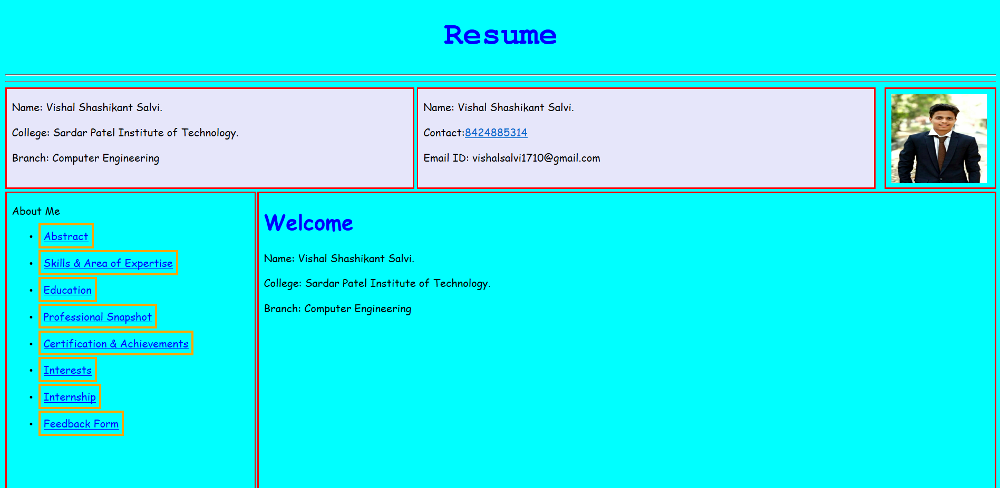 Resume
Name: Vishal Shashikant Salvi.
College: Sardar Patel Institute of Technology.
Branch: Computer Engineering
Name: Vishal Shashikant Salvi.
Contact:8424885314
Email ID: vishalsalvi1710@gmail.com
About Me
Abstract
Skills & Area of Expertise
Education
Professional Snapshot
Certification & Achievements
Interests
Internship
Feedback Form
Welcome
Name: Vishal Shashikant Salvi.
College: Sardar Patel Institute of Technology.
Branch: Computer Engineering